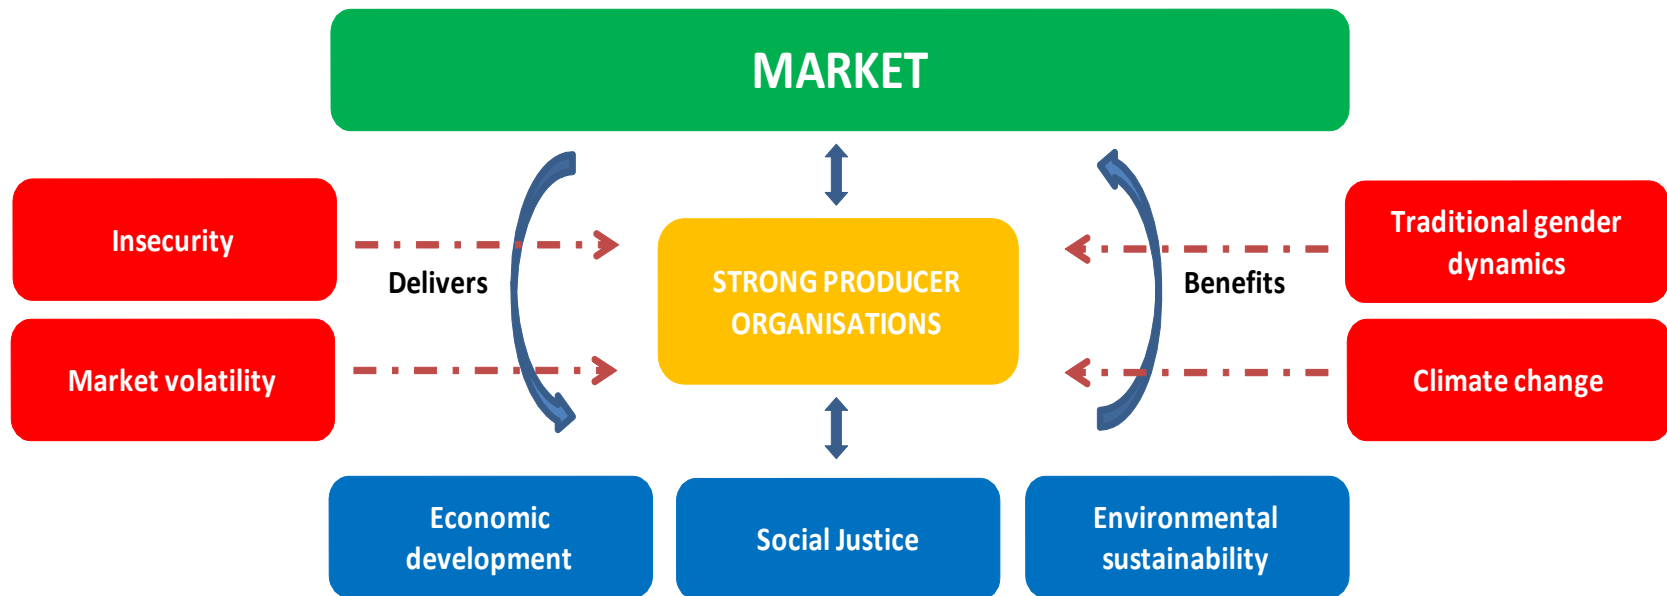 MARKET
Insecurity
Delivers
Market volatility
STRONG PRODUCER
ORGANISATIONS
Benefits
Traditional gender
dynamics
Climate change
Economic
development
Social Justice
Environmental
sustainability